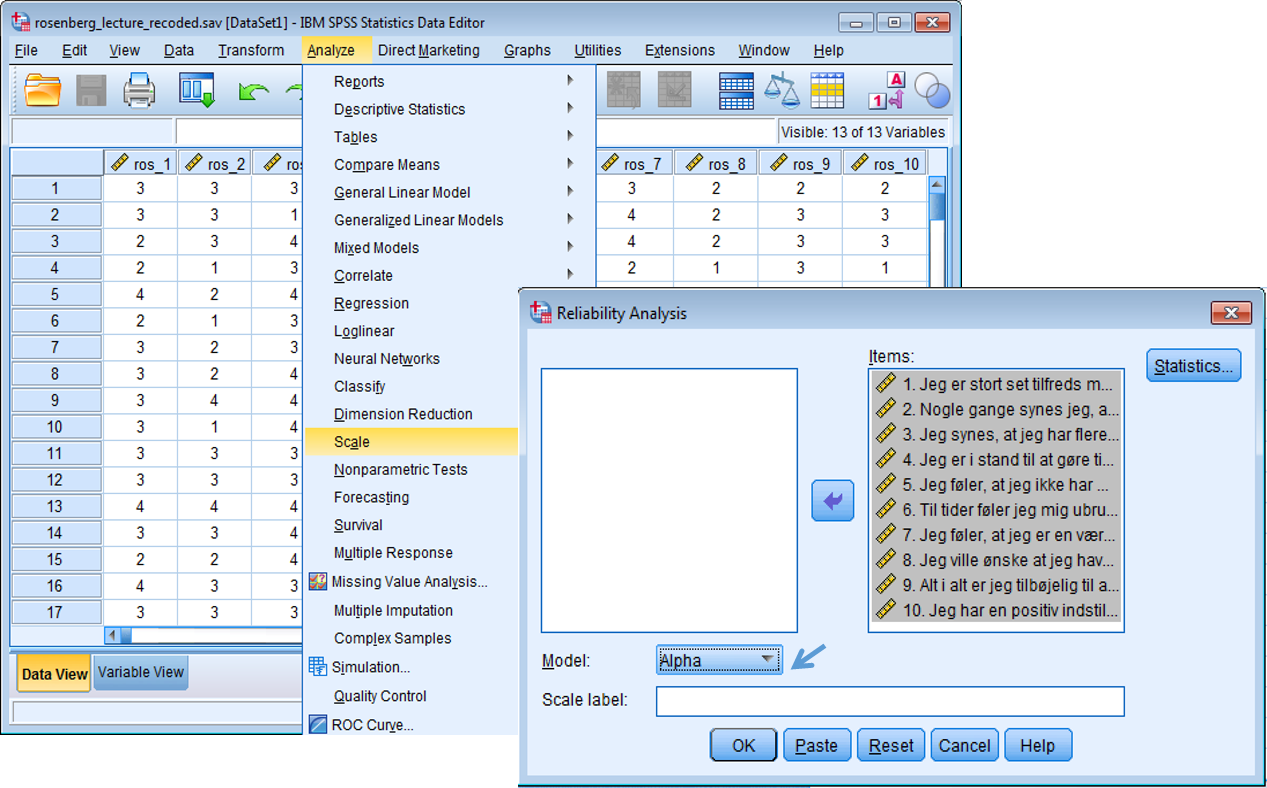 rosenberg_lecture_recoded.sav [DataSet1] - IBM SPSS Statistics Data Editor
File Edit View Data Transform Analyze Direct Marketing Graphs Utilities Extensions Window Help
A
1
Visible: 13 of 13 Variables
ros_1 ros_2 ros ros_7 ros_8 ros_9 ros_10
1 3 3 3 3 2 2 2
2 3 3 1 4 2 3 3
3 2 3 4 4 2 3 3
4 2 1 3 2 1 3 1
5 4 2 4
6 2 1 3
7 3 2 3
8 3 2 4
9 3 4 4
10 3 1 4
11 3 3 3
12 3 3 3
13 4 4 4
14 3 3 4
15 2 2 4
16 4 3 3
17 3 3 3
Data View Variable View
Reports
Descriptive Statistics
Tables
Compare Means
General Linear Model
Generalized Linear Models
Mixed Models
Correlate
Regression
Loglinear
Neural Networks
Classify
Dimension Reduction
Scale
Nonparametric Tests
Forecasting
Survival
Multiple Response
Missing Value Analysis...
Multiple Imputation
Complex Samples
Simulation...
Quality Control
ROC Curve...
Reliability Analysis
Items:
Statistics...
1. Jeg er stort set tilfreds m...
2. Nogle gange synes jeg, a...
3. Jeg synes, at jeg har flere...
4. Jeg er i stand til at gøre ti...
5. Jeg føler, at jeg ikke har ...
6. Til tider føler jeg mig ubru...
7. Jeg føler, at jeg er en vær...
8. Jeg ville ønske at jeg hav...
9. Alt i alt er jeg tilbøjelig til a...
10. Jeg har en positiv indstil...
Model: Alpha
Scale label:
OK Paste Reset Cancel Help